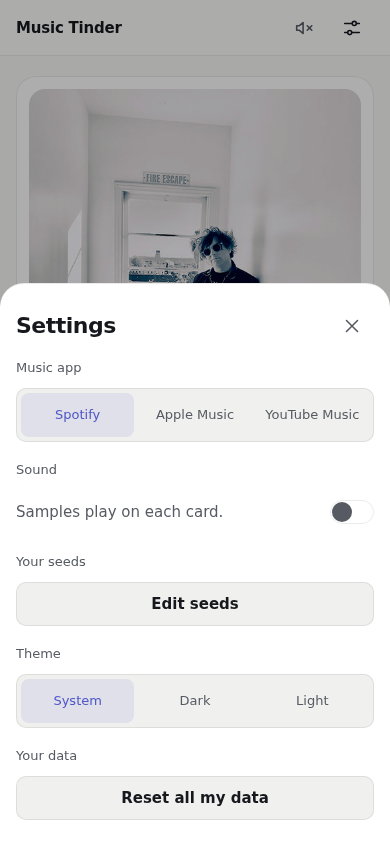 Music Tinder
FIRE ESCAPE
Settings
Music app
Spotify
Apple Music
YouTube Music
Sound
Samples play on each card.
Your seeds
Edit seeds
Theme
System
Dark
Light
Your data
Reset all my data